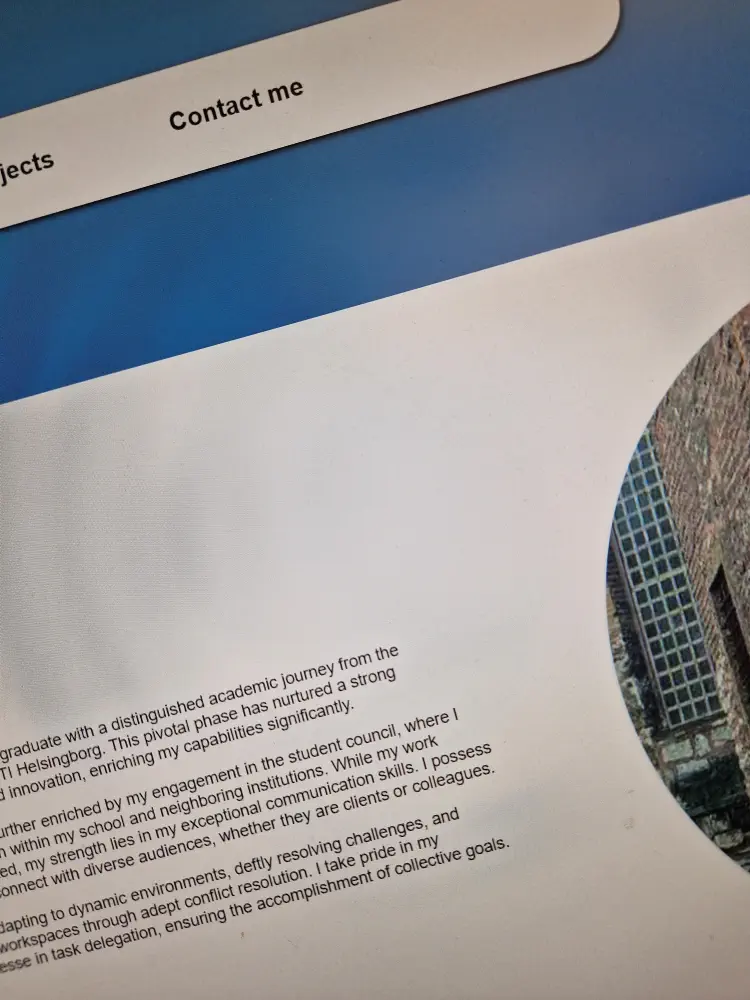 jects
Contact me
graduate with a distinguished academic journey from the
TI Helsingborg. This pivotal phase has nurtured a strong
d innovation, enriching my capabilities significantly.
urther enriched by my engagement in the student council, where I
n within my school and neighboring institutions. While my work
ed, my strength lies in my exceptional communication skills. I possess
onnect with diverse audiences, whether they are clients or colleagues.
dapting to dynamic environments, deftly resolving challenges, and
workspaces through adept conflict resolution. I take pride in my
esse in task delegation, ensuring the accomplishment of collective goals.